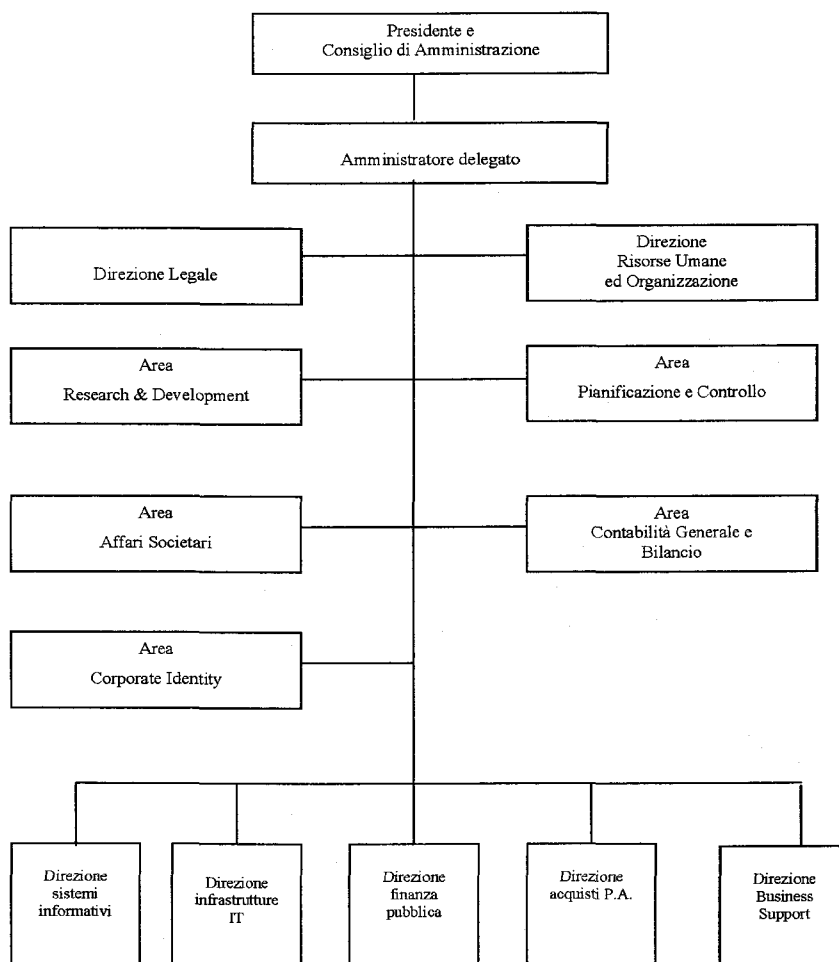 Presidente e
Consiglio di Amministrazione
Amministratore delegato
Direzione Legale
Direzione
Risorse Umane
ed Organizzazione
Area
Research & Development
Area
Pianificazione e Controllo
Area
Affari Societari
Area
Contabilità Generale e
Bilancio
Area
Corporate Identity
Direzione
sistemi
informativi
Direzione
infrastrutture
IT
Direzione
finanza
pubblica
Direzione
acquisti P.A.
Direzione
Business
Support